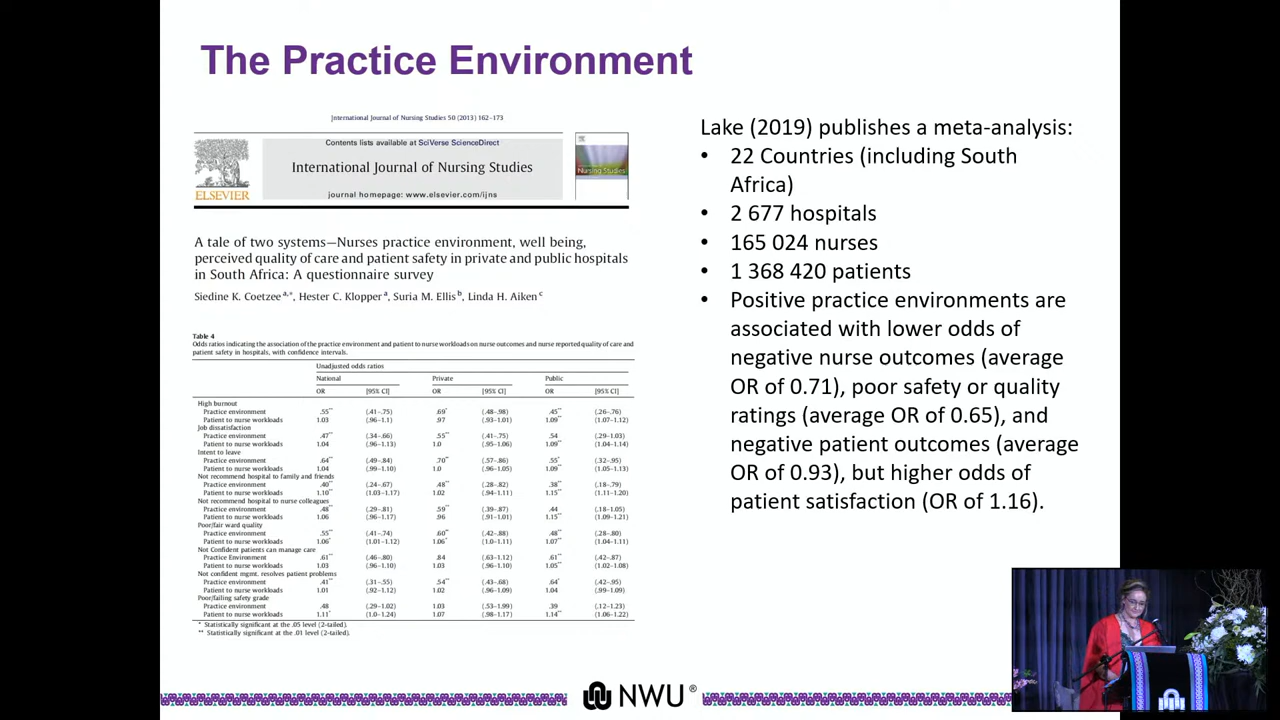 The Practice Environment
International Journal of Nursing Studies 50 (2013) 162–173
Contents lists available at SciVerse ScienceDirect
International Journal of Nursing Studies
journal homepage: www.elsevier.com/ijns
ELSEVIER
Nursing Studies
A tale of two systems—Nurses practice environment, well being,
perceived quality of care and patient safety in private and public hospitals
in South Africa: A questionnaire survey
Siedine K. Coetzee a,*, Hester C. Klopper a, Suria M. Ellis b, Linda H. Aiken c
Table 4
Odds ratios indicating the association of the practice environment and patient to nurse workloads on nurse outcomes and nurse reported quality of care and
patient safety in hospitals, with confidence intervals.
Unadjusted odds ratios
National Private Public
OR [95% CI] OR [95% CI] OR [95% CI]
High burnout
Practice environment .55** (.41–.75) .69* (.48–.98) .45** (.26–.76)
Patient to nurse workloads 1.03 (.96–1.1) .97 (.93–1.01) 1.09** (1.07–1.12)
Job dissatisfaction
Practice environment .47** (.34–.66) .55** (.41–.75) .54 (.29–1.03)
Patient to nurse workloads 1.04 (.96–1.13) 1.0 (.95–1.06) 1.09** (1.04–1.14)
Intent to leave
Practice environment .64** (.49–.84) .70** (.57–.86) .55* (.32–.95)
Patient to nurse workloads 1.04 (.99–1.10) 1.0 (.96–1.05) 1.09** (1.05–1.13)
Not recommend hospital to family and friends
Practice environment .40** (.24–.67) .48** (.28–.82) .38** (.18–.79)
Patient to nurse workloads 1.10** (1.03–1.17) 1.02 (.94–1.11) 1.15** (1.11–1.20)
Not recommend hospital to nurse colleagues
Practice environment .48** (.29–.81) .59** (.39–.87) .44 (.18–1.05)
Patient to nurse workloads 1.06 (.96–1.17) .96 (.91–1.01) 1.15** (1.09–1.21)
Poor/fair ward quality
Practice environment .55** (.41–.74) .60** (.42–.88) .48** (.28–.80)
Patient to nurse workloads 1.06* (1.01–1.12) 1.06* (1.0–1.11) 1.07** (1.04–1.11)
Not Confident patients can manage care
Practice Environment .61** (.46–.80) .84 (.63–1.12) .61** (.42–.87)
Patient to nurse workloads 1.03 (.96–1.10) 1.03 (.96–1.10) 1.05** (1.02–1.08)
Not confident mgmt. resolves patient problems
Practice environment .41** (.31–.55) .54** (.43–.68) .64* (.42–.95)
Patient to nurse workloads 1.01 (.92–1.12) 1.02 (.96–1.09) 1.04 (.99–1.09)
Poor/failing safety grade
Practice environment .48 (.29–1.02) 1.03 (.53–1.99) .39 (.12–1.23)
Patient to nurse workloads 1.11* (1.0–1.24) 1.07 (.98–1.17) 1.14** (1.06–1.22)
* Statistically significant at the .05 level (2-tailed).
** Statistically significant at the .01 level (2-tailed).
Lake (2019) publishes a meta-analysis:
• 22 Countries (including South
Africa)
• 2 677 hospitals
• 165 024 nurses
• 1 368 420 patients
• Positive practice environments are
associated with lower odds of
negative nurse outcomes (average
OR of 0.71), poor safety or quality
ratings (average OR of 0.65), and
negative patient outcomes (average
OR of 0.93), but higher odds of
patient satisfaction (OR of 1.16).
NWU®